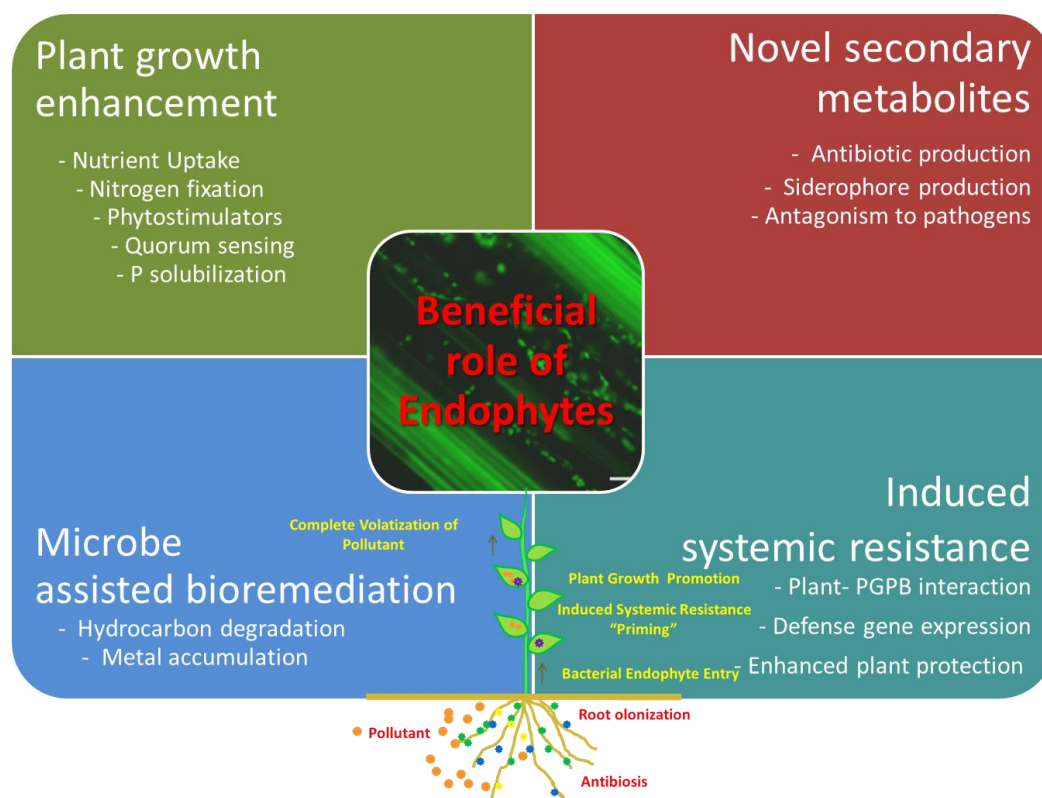 Plant growth
enhancement
- Nutrient Uptake
- Nitrogen fixation
- Phytostimulators
- Quorum sensing
- P solubilization
Novel secondary
metabolites
- Antibiotic production
- Siderophore production
- Antagonism to pathogens
Beneficial
role of
Endophytes
Microbe
assisted bioremediation
- Hydrocarbon degradation
- Metal accumulation
Complete Volatization of
Pollutant
Induced
systemic resistance
- Plant- PGPB interaction
- Defense gene expression
- Enhanced plant protection
Plant Growth Promotion
Induced Systemic Resistance
“Priming”
Bacterial Endophyte Entry
Pollutant
Root olonization
Antibiosis